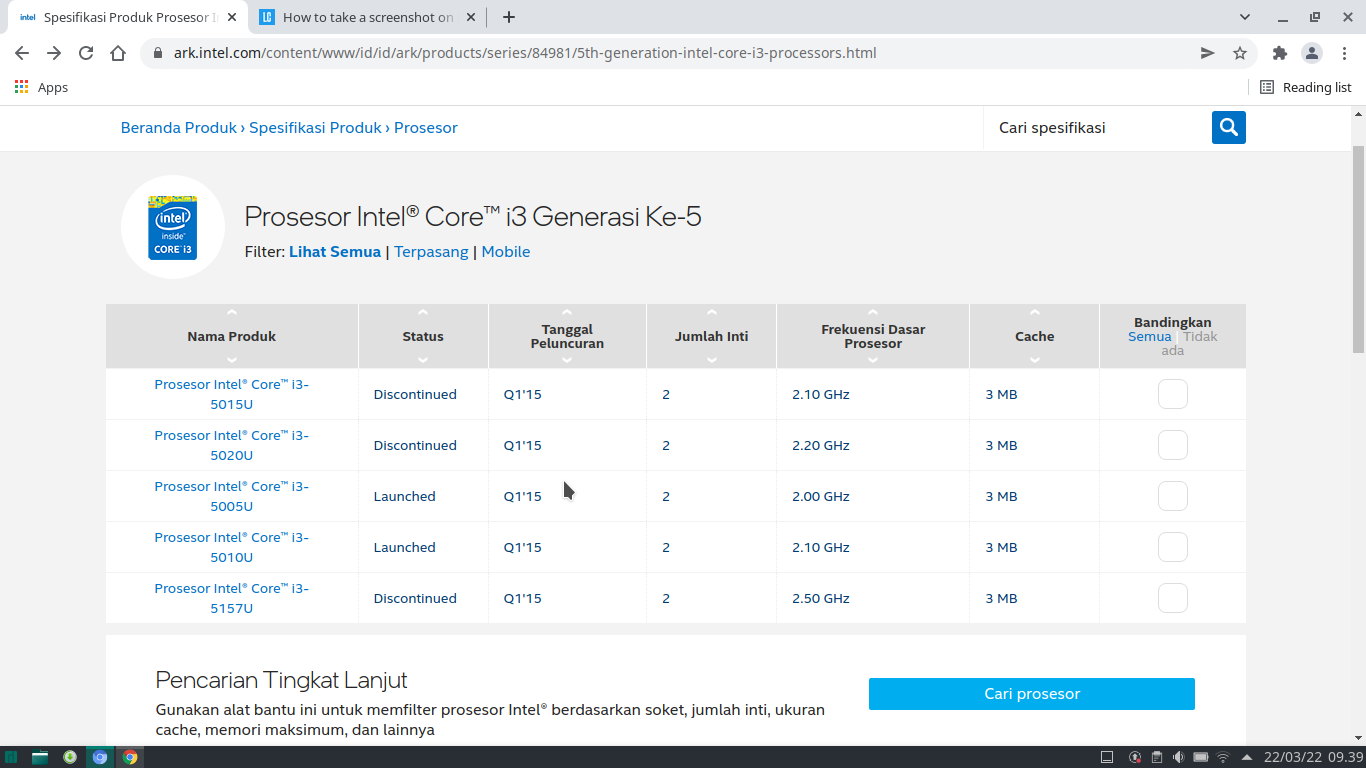 intel Spesifikasi Produk Prosesor I
LC How to take a screenshot on
ark.intel.com/content/www/id/id/ark/products/series/84981/5th-generation-intel-core-i3-processors.html
Apps
Reading list
Beranda Produk › Spesifikasi Produk › Prosesor
Cari spesifikasi
intel
inside™
CORE i3
Prosesor Intel® Core™ i3 Generasi Ke-5
Filter: Lihat Semua | Terpasang | Mobile
Nama Produk
Status
Tanggal
Peluncuran
Jumlah Inti
Frekuensi Dasar
Prosesor
Cache
Bandingkan
Semua | Tidak
ada
Prosesor Intel® Core™ i3-
5015U
Discontinued
Q1'15
2
2.10 GHz
3 MB
Prosesor Intel® Core™ i3-
5020U
Discontinued
Q1'15
2
2.20 GHz
3 MB
Prosesor Intel® Core™ i3-
5005U
Launched
Q1'15
2
2.00 GHz
3 MB
Prosesor Intel® Core™ i3-
5010U
Launched
Q1'15
2
2.10 GHz
3 MB
Prosesor Intel® Core™ i3-
5157U
Discontinued
Q1'15
2
2.50 GHz
3 MB
Pencarian Tingkat Lanjut
Gunakan alat bantu ini untuk memfilter prosesor Intel® berdasarkan soket, jumlah inti, ukuran
cache, memori maksimum, dan lainnya
Cari prosesor
22/03/22 09.39